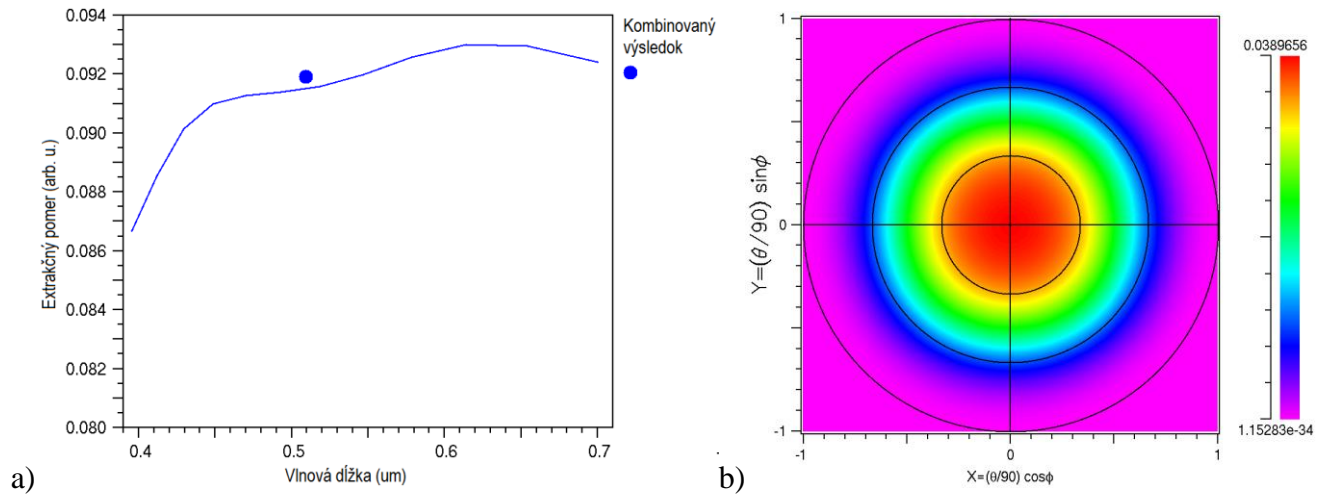 0.094
0.092
0.090
0.088
0.086
0.084
0.082
0.080
Extrakčný pomer (arb. u.)
0.4
0.5
0.6
0.7
Vlnová dĺžka (um)
Kombinovaný
výsledok
a)
1
0
-1
Y=(θ/90) sinϕ
-1
0
1
X=(θ/90) cosϕ
0.0389656
1.15283e-34
b)